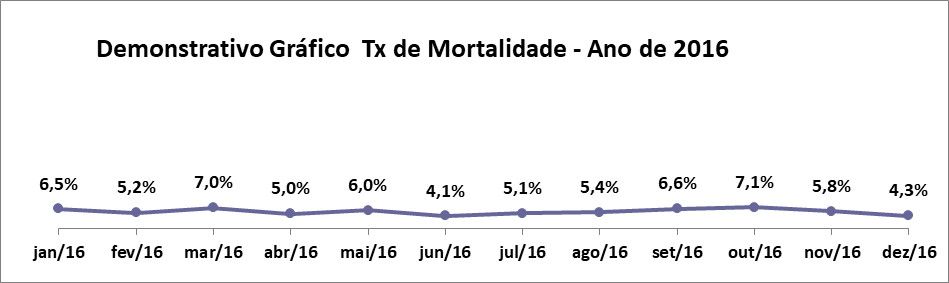 Demonstrativo Gráfico  Tx de Mortalidade - Ano de 2016
6,5% 5,2% 7,0% 5,0% 6,0% 4,1% 5,1% 5,4% 6,6% 7,1% 5,8% 4,3%
jan/16 fev/16 mar/16 abr/16 mai/16 jun/16 jul/16 ago/16 set/16 out/16 nov/16 dez/16